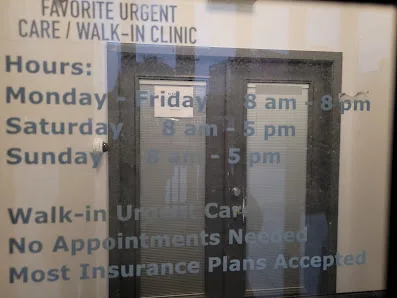 FAVORITE URGENT
CARE / WALK-IN CLINIC
Hours:
Monday - Friday 8 am - 8 pm
Saturday 8 am - 5 pm
Sunday 8 am - 5 pm
Walk-in Urgent Care
No Appointments Needed
Most Insurance Plans Accepted